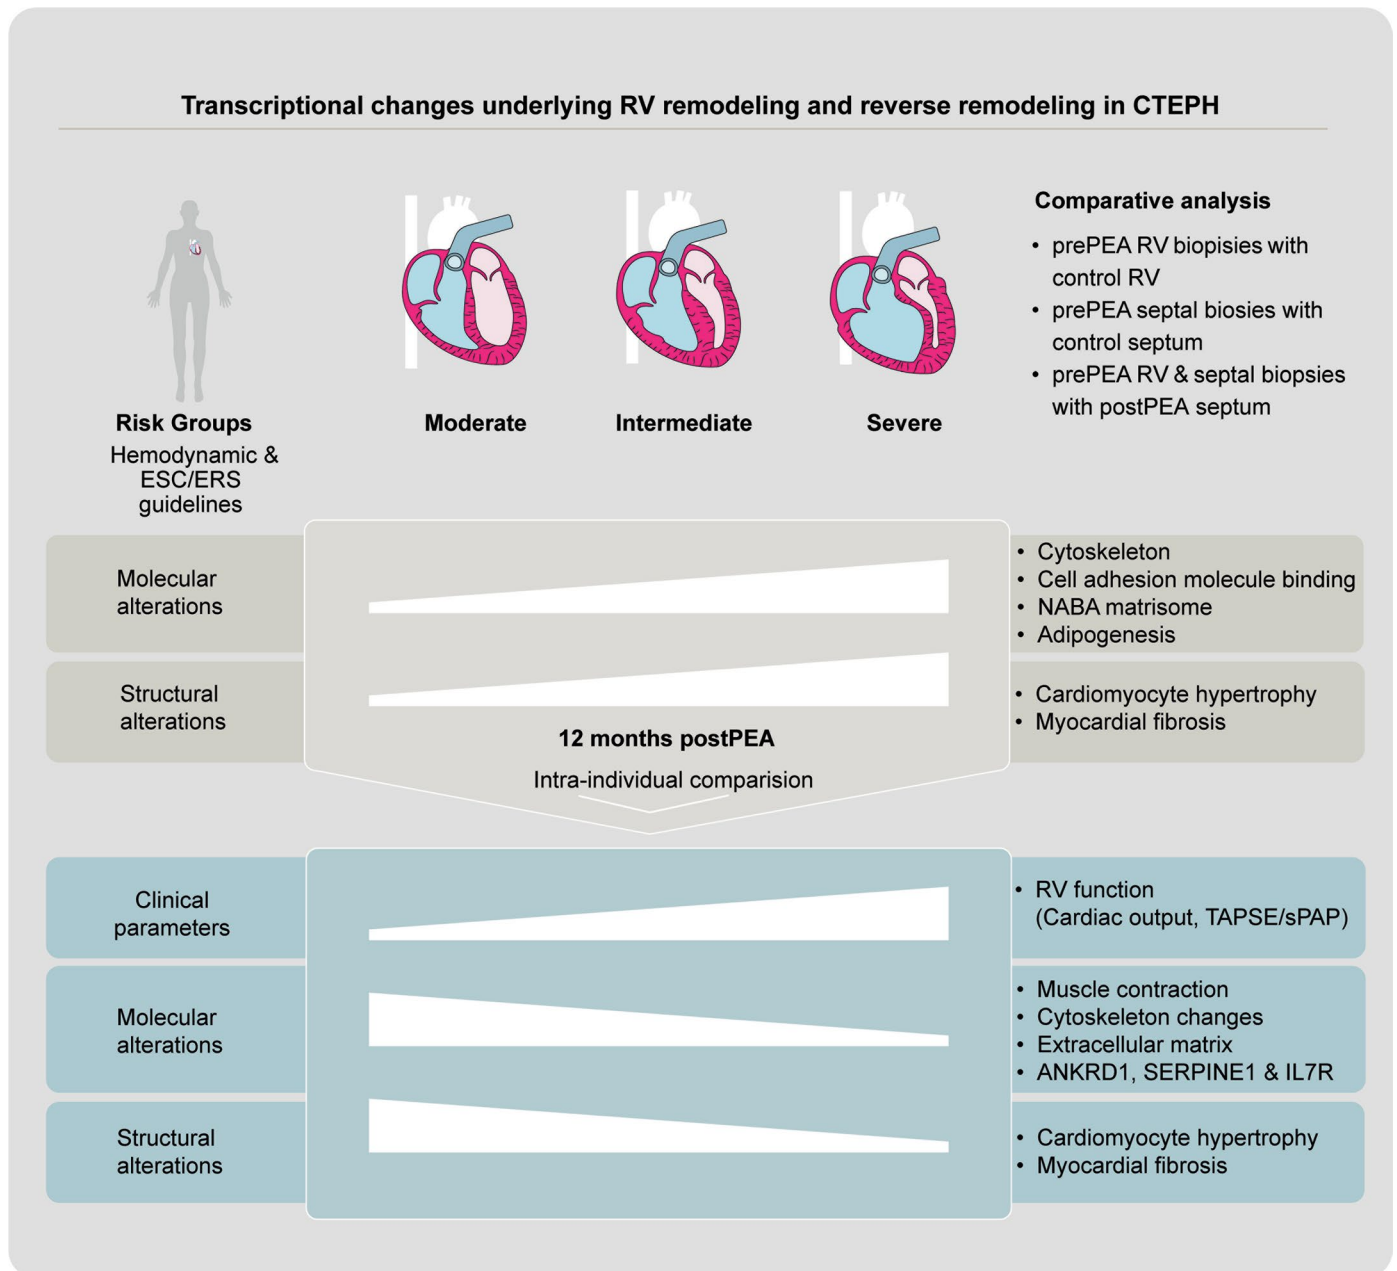 Transcriptional changes underlying RV remodeling and reverse remodeling in CTEPH
Risk Groups
Hemodynamic &
ESC/ERS
guidelines
Moderate
Intermediate
Severe
Comparative analysis
• prePEA RV biopisies with
control RV
• prePEA septal biosies with
control septum
• prePEA RV & septal biopsies
with postPEA septum
Molecular
alterations
• Cytoskeleton
• Cell adhesion molecule binding
• NABA matrisome
• Adipogenesis
Structural
alterations
• Cardiomyocyte hypertrophy
• Myocardial fibrosis
12 months postPEA
Intra-individual comparision
Clinical
parameters
• RV function
(Cardiac output, TAPSE/sPAP)
Molecular
alterations
• Muscle contraction
• Cytoskeleton changes
• Extracellular matrix
• ANKRD1, SERPINE1 & IL7R
Structural
alterations
• Cardiomyocyte hypertrophy
• Myocardial fibrosis